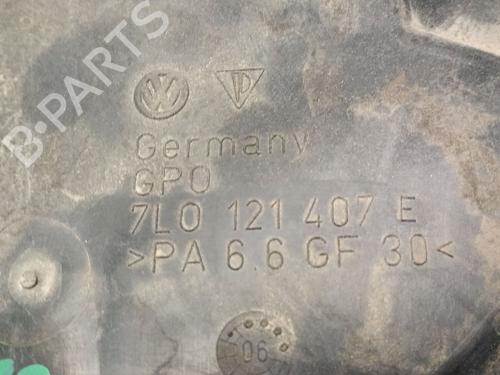 B-PARTS
Germany
GPO
7L0 121 407 E
>PA 6.6 GF 30<
06